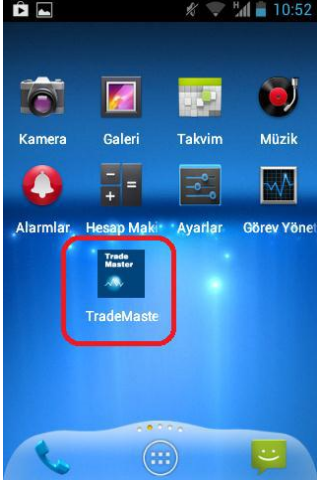 H 10:52
Kamera Galeri Takvim Müzik
Alarmlar Hesap Maki Ayarlar Görev Yönet
Trade
Master
TradeMaste